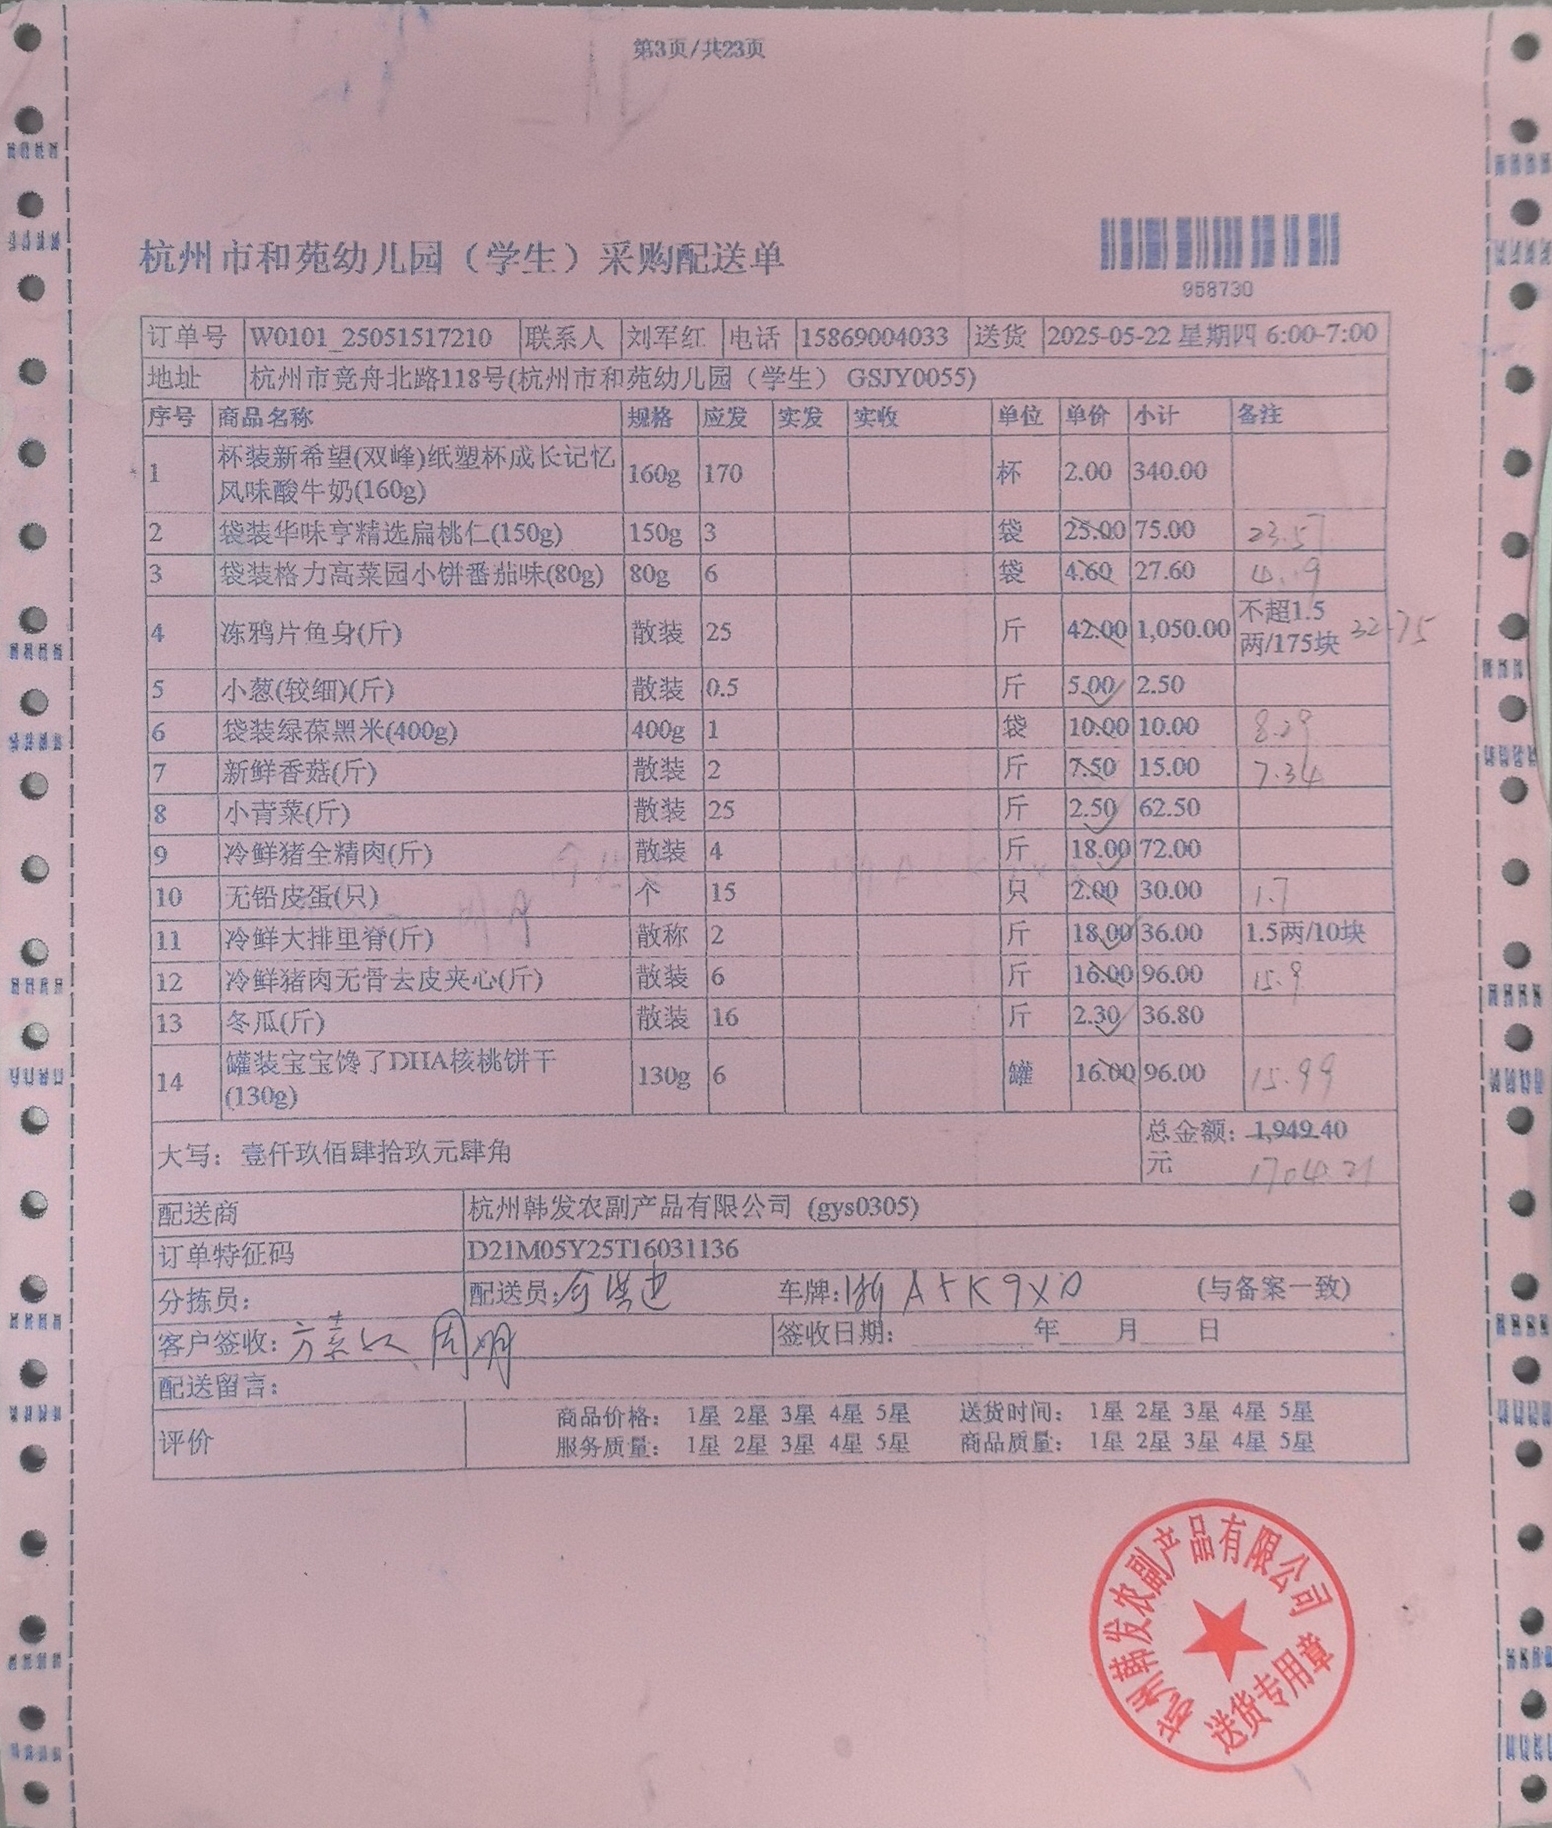 第3页/共23页
杭州市和苑幼儿园（学生）采购配送单
958730
订单号 W0101_25051517210 联系人 刘军红 电话 15869004033 送货 2025-05-22 星期四 6:00-7:00
地址 杭州市竞舟北路118号(杭州市和苑幼儿园（学生） GSJY0055)
序号 商品名称 规格 应发 实发 实收 单位 单价 小计 备注
1 杯装新希望(双峰)纸塑杯成长记忆风味酸牛奶(160g) 160g 170 杯 2.00 340.00
2 袋装华味亨精选扁桃仁(150g) 150g 3 袋 25.00 75.00 23.57
3 袋装格力高菜园小饼番茄味(80g) 80g 6 袋 4.60 27.60
4 冻鸦片鱼身(斤) 散装 25 斤 42.00 1,050.00 不超1.5两/175块 32.75
5 小葱(较细)(斤) 散装 0.5 斤 5.00 2.50
6 袋装绿葆黑米(400g) 400g 1 袋 10.00 10.00 8.29
7 新鲜香菇(斤) 散装 2 斤 7.50 15.00 7.34
8 小青菜(斤) 散装 25 斤 2.50 62.50
9 冷鲜猪全精肉(斤) 散装 4 斤 18.00 72.00
10 无铅皮蛋(只) 个 15 只 2.00 30.00 1.7
11 冷鲜大排里脊(斤) 散称 2 斤 18.00 36.00 1.5两/10块
12 冷鲜猪肉无骨去皮夹心(斤) 散装 6 斤 16.00 96.00 15.9
13 冬瓜(斤) 散装 16 斤 2.30 36.80
14 罐装宝宝馋了DHA核桃饼干(130g) 130g 6 罐 16.00 96.00 15.99
大写：壹仟玖佰肆拾玖元肆角 总金额：1,949.40元 1704.21
配送商 杭州韩发农副产品有限公司 (gys0305)
订单特征码 D21M05Y25T16031136
分拣员： 配送员： 车牌：浙A (与备案一致)
客户签收：方素 周明 签收日期： 年 月 日
配送留言：
评价 商品价格： 1星 2星 3星 4星 5星 送货时间： 1星 2星 3星 4星 5星
服务质量： 1星 2星 3星 4星 5星 商品质量： 1星 2星 3星 4星 5星
杭州韩发农副产品有限公司
送货专用章